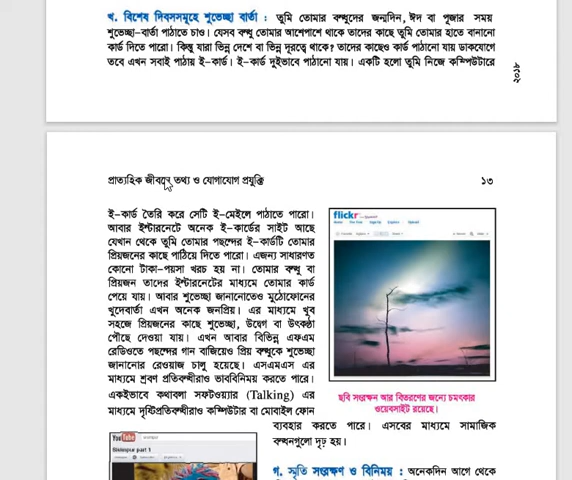 খ. বিশেষ দিবসসমূহে শুভেচ্ছা বার্তা : তুমি তোমার বন্ধুদের জন্মদিন, ঈদ বা পূজার সময়
শুভেচ্ছা-বার্তা পাঠাতে চাও। যেসব বন্ধু তোমার আশেপাশে থাকে তাদের কাছে তুমি তোমার হাতে বানানো
কার্ড দিতে পারো। কিন্তু যারা ভিন্ন দেশে বা ভিন্ন দূরত্বে থাকে? তাদের কাছেও কার্ড পাঠানো যায় ডাকযোগে
তবে এখন সবাই পাঠায় ই-কার্ড। ই-কার্ড দুইভাবে পাঠানো যায়। একটি হলো তুমি নিজে কম্পিউটারে
২০১৮
প্রাত্যহিক জীবনে তথ্য ও যোগাযোগ প্রযুক্তি
১৩
ই-কার্ড তৈরি করে সেটি ই-মেইলে পাঠাতে পারো।
আবার ইন্টারনেটে অনেক ই-কার্ডের সাইট আছে
যেখান থেকে তুমি তোমার পছন্দের ই-কার্ডটি তোমার
প্রিয়জনের কাছে পাঠিয়ে দিতে পারো। এজন্য সাধারণত
কোনো টাকা-পয়সা খরচ হয় না। তোমার বন্ধু বা
প্রিয়জন তাদের ইন্টারনেটের মাধ্যমে তোমার কার্ড
পেয়ে যায়। আবার শুভেচ্ছা জানানোতেও মুঠোফোনের
খুদেবার্তা এখন অনেক জনপ্রিয়। এর মাধ্যমে খুব
সহজে প্রিয়জনের কাছে শুভেচ্ছা, উদ্বেগ বা উৎকণ্ঠা
পৌঁছে দেওয়া যায়। এখন আবার বিভিন্ন এফএম
রেডিওতে পছন্দের গান বাজিয়েও প্রিয় বন্ধুকে শুভেচ্ছা
জানানোর রেওয়াজ চালু হয়েছে। এসএমএস এর
মাধ্যমে শ্রবণ প্রতিবন্ধীরাও ভাববিনিময় করতে পারে।
একইভাবে কথাবলা সফটওয়্যার (Talking) এর
মাধ্যমে দৃষ্টিপ্রতিবন্ধীরাও কম্পিউটার বা মোবাইল ফোন
flickr
ছবি সংরক্ষন আর বিতরণের জন্যে চমৎকার
ওয়েবসাইট রয়েছে।
ব্যবহার করতে পারে। এসবের মাধ্যমে সামাজিক
বন্ধনগুলো দৃঢ় হয়।
YouTube
Sisimpur part 1
গ. স্মৃতি সংরক্ষণ ও বিনিময় : অনেকদিন আগে থেকে